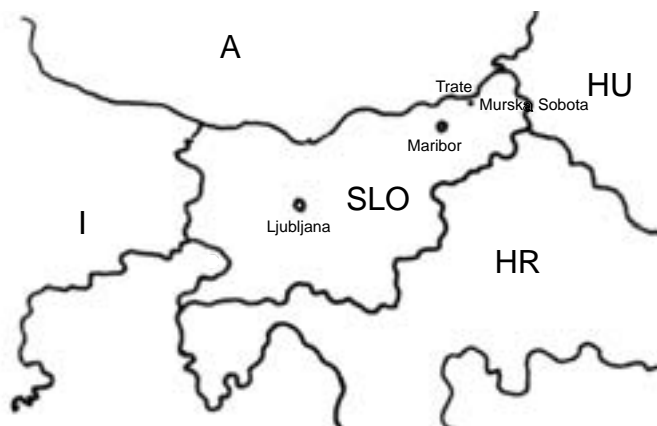 A
HU
Trate
Murska Sobota
Maribor
SLO
I
Ljubljana
HR